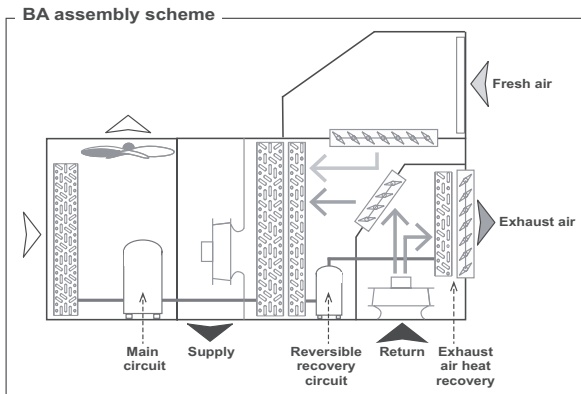 BA assembly scheme
Fresh air
Exhaust air
Main
circuit
Supply
Reversible
recovery
circuit
Return
Exhaust
air heat
recovery